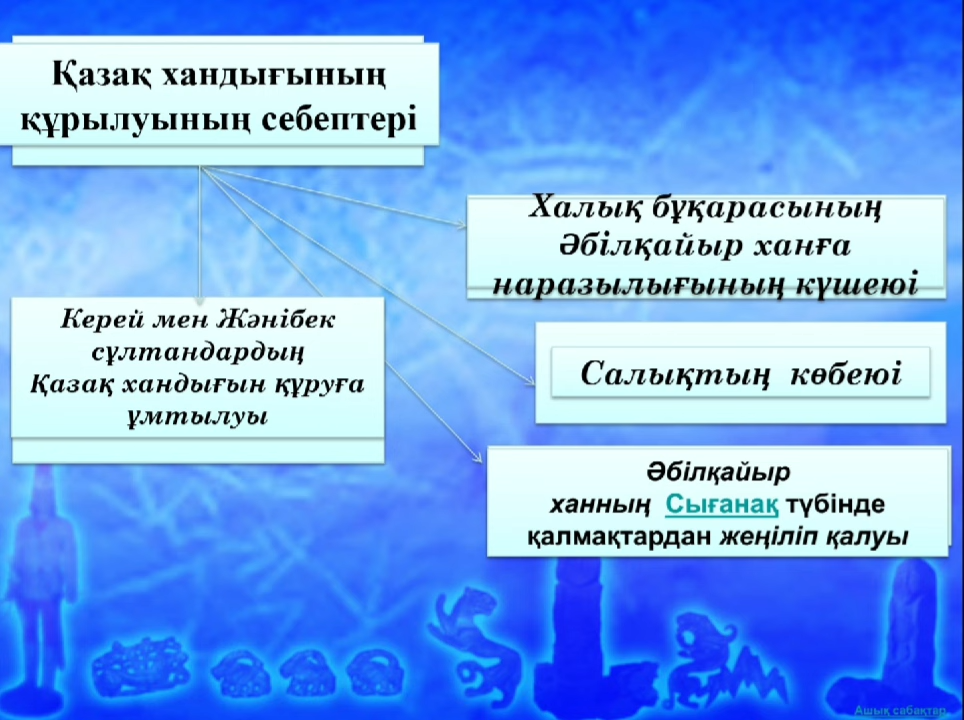 Қазақ хандығының
құрылуының себептері
Халық бұқарасының
Әбілқайыр ханға
наразылығының күшеюі
Керей мен Жәнібек
сұлтандардың
Қазақ хандығын құруға
ұмтылуы
Салықтың көбеюі
Әбілқайыр
ханның Сығанақ түбінде
қалмақтардан жеңіліп қалуы
Ашық сабақтар